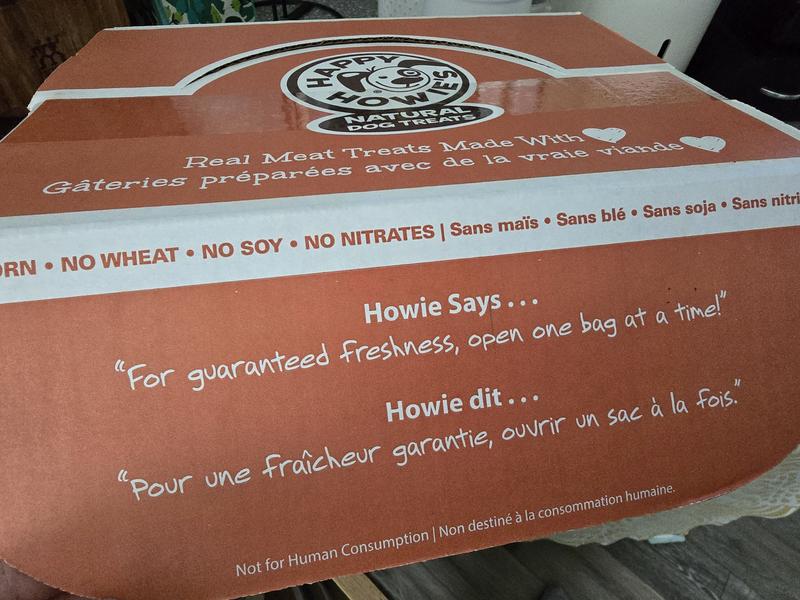 HAPPY
HOWIE'S
NATURAL
DOG TREATS
Real Meat Treats Made With
Gâteries préparées avec de la vraie viande
• NO WHEAT • NO SOY • NO NITRATES | Sans maïs • Sans blé • Sans soja • Sans
Howie Says . . .
“For guaranteed freshness, open one bag at a time!”
Howie dit . . .
“Pour une fraîcheur garantie, ouvrir un sac à la fois.”
Not for Human Consumption | Non destiné à la consommation humaine.